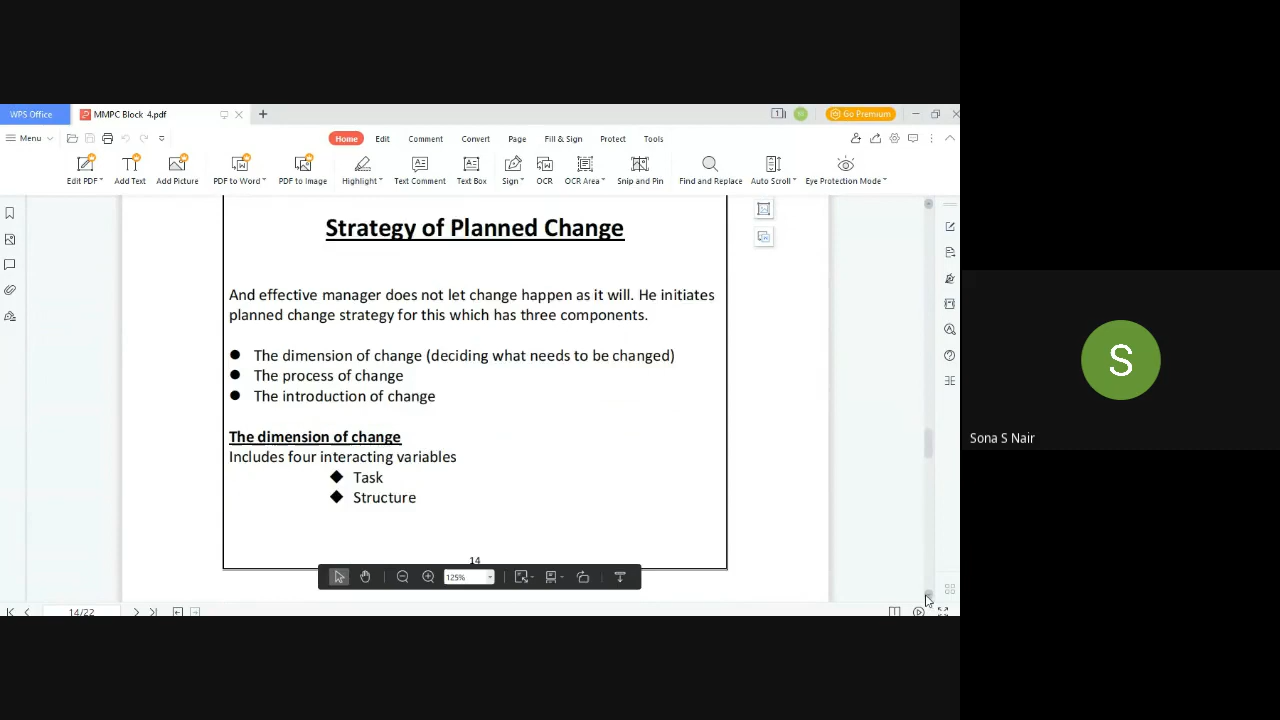 WPS Office
MMPC Block 4.pdf
Go Premium
Menu
Home
Edit
Comment
Convert
Page
Fill & Sign
Protect
Tools
Edit PDF
Add Text
Add Picture
PDF to Word
PDF to Image
Highlight
Text Comment
Text Box
Sign
OCR
OCR Area
Snip and Pin
Find and Replace
Auto Scroll
Eye Protection Mode
Strategy of Planned Change
And effective manager does not let change happen as it will. He initiates
planned change strategy for this which has three components.
● The dimension of change (deciding what needs to be changed)
● The process of change
● The introduction of change
The dimension of change
Includes four interacting variables
◆ Task
◆ Structure
14
125%
14/22
S
Sona S Nair